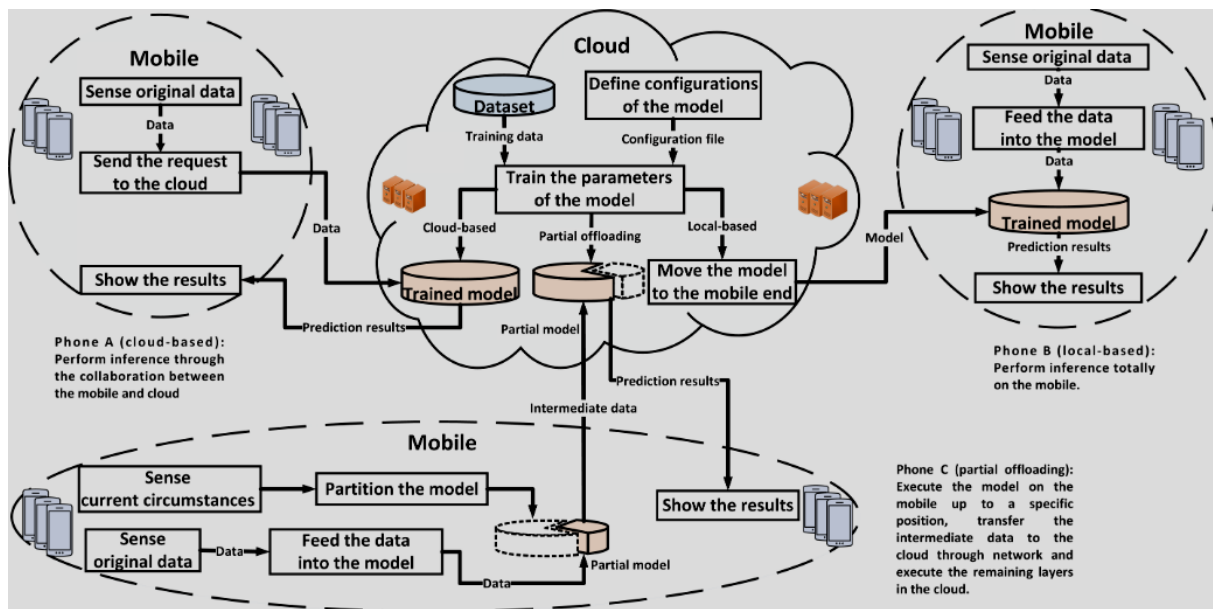 Mobile
Sense original data
Data
Send the request
to the cloud
Data
Show the results
Prediction results
Phone A (cloud-based):
Perform inference through
the collaboration between
the mobile and cloud
Cloud
Dataset
Define configurations
of the model
Training data
Configuration file
Train the parameters
of the model
Cloud-based
Partial offloading
Local-based
Trained model
Move the model
to the mobile end
Partial model
Model
Mobile
Sense original data
Data
Feed the data
into the model
Data
Trained model
Prediction results
Show the results
Phone B (local-based):
Perform inference totally
on the mobile.
Prediction results
Intermediate data
Mobile
Sense
current circumstances
Partition the model
Sense
original data
Data
Feed the data
into the model
Data
Partial model
Show the results
Phone C (partial offloading):
Execute the model on the
mobile up to a specific
position, transfer the
intermediate data to the
cloud through network and
execute the remaining layers
in the cloud.